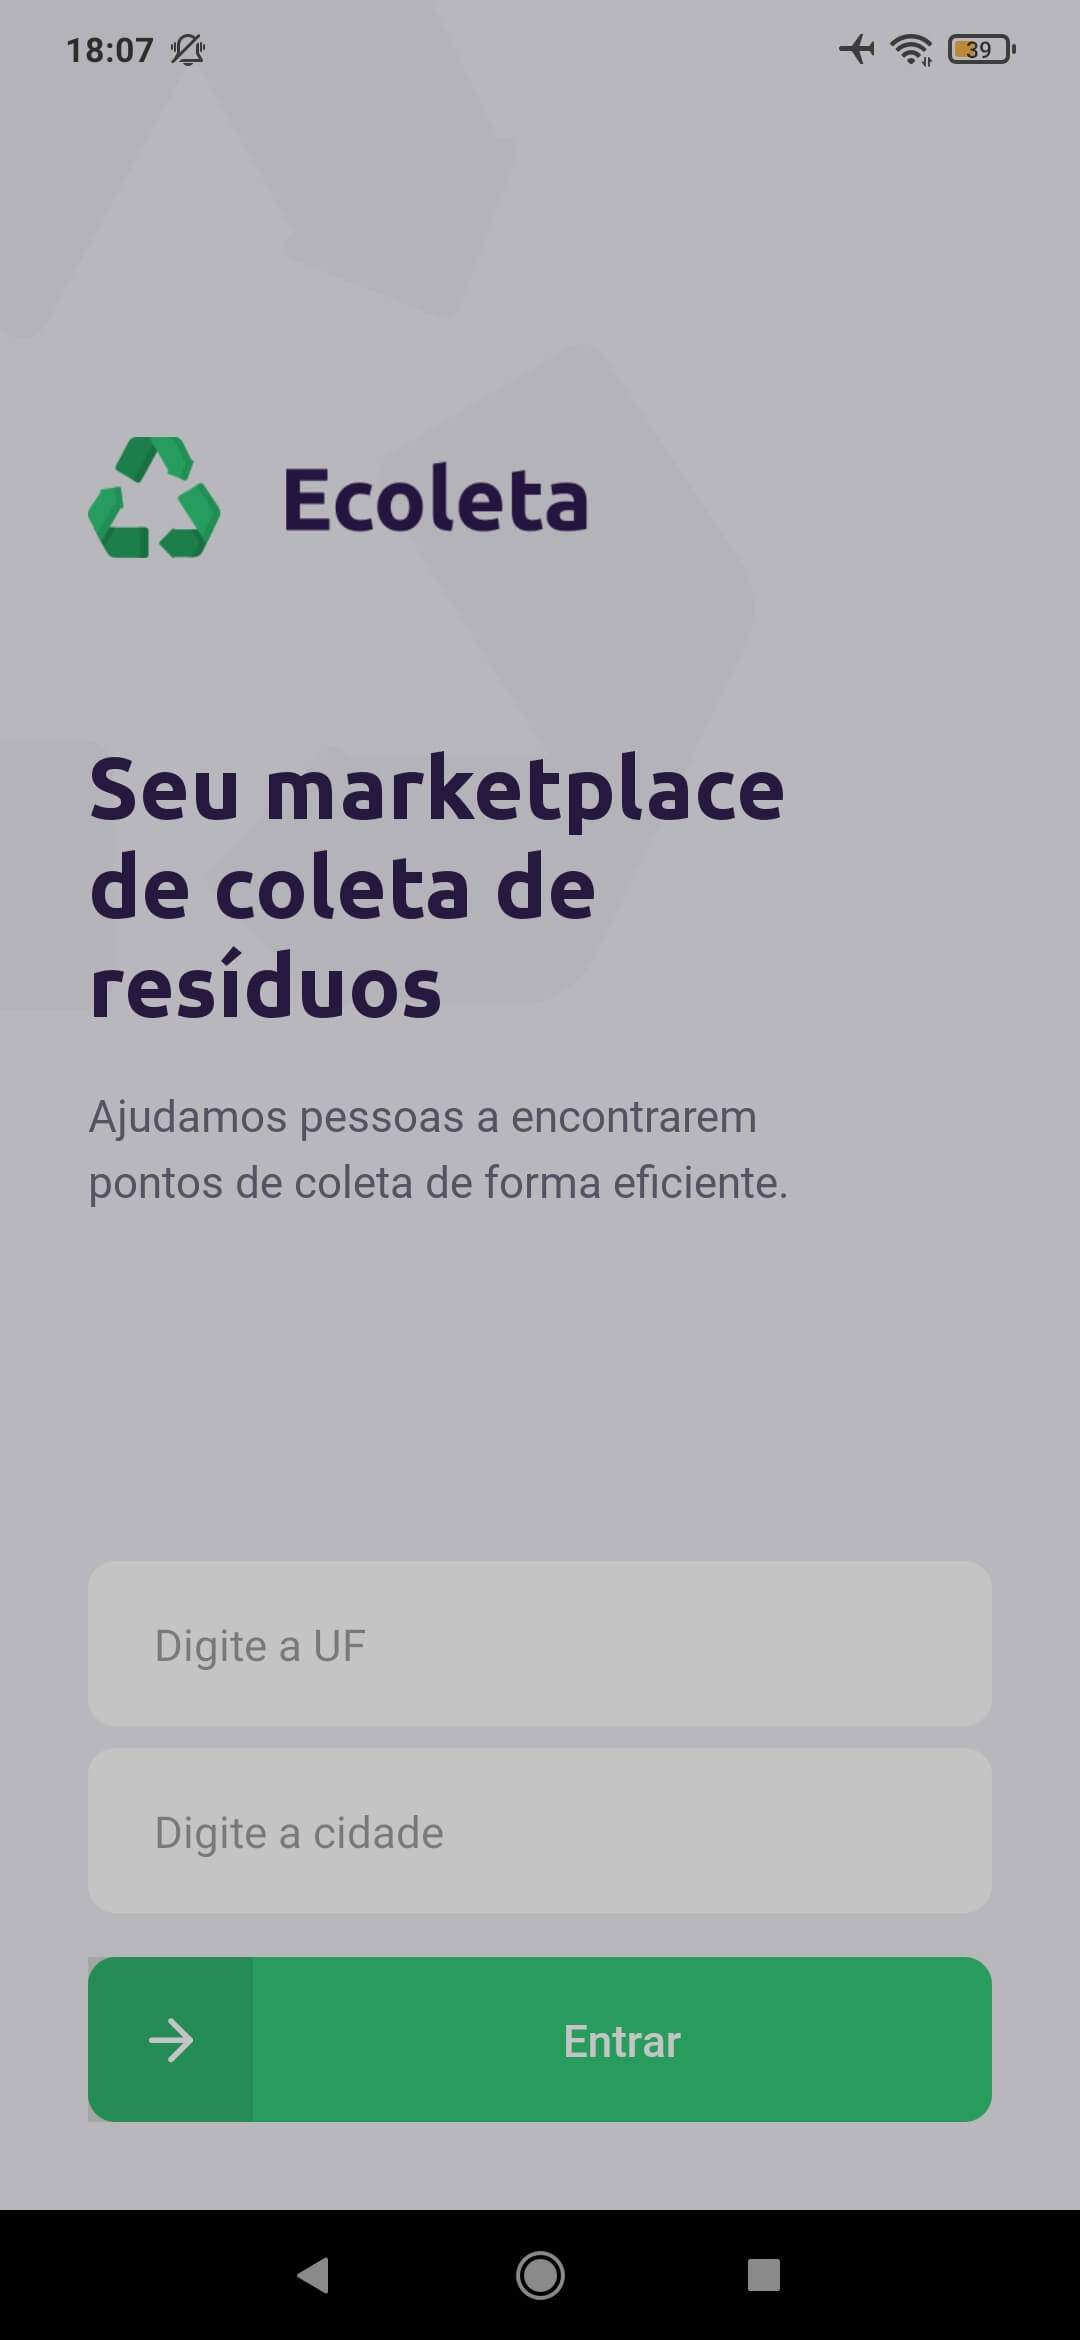 18:07
39
Ecoleta
Seu marketplace
de coleta de
resíduos
Ajudamos pessoas a encontrarem
pontos de coleta de forma eficiente.
Digite a UF
Digite a cidade
Entrar